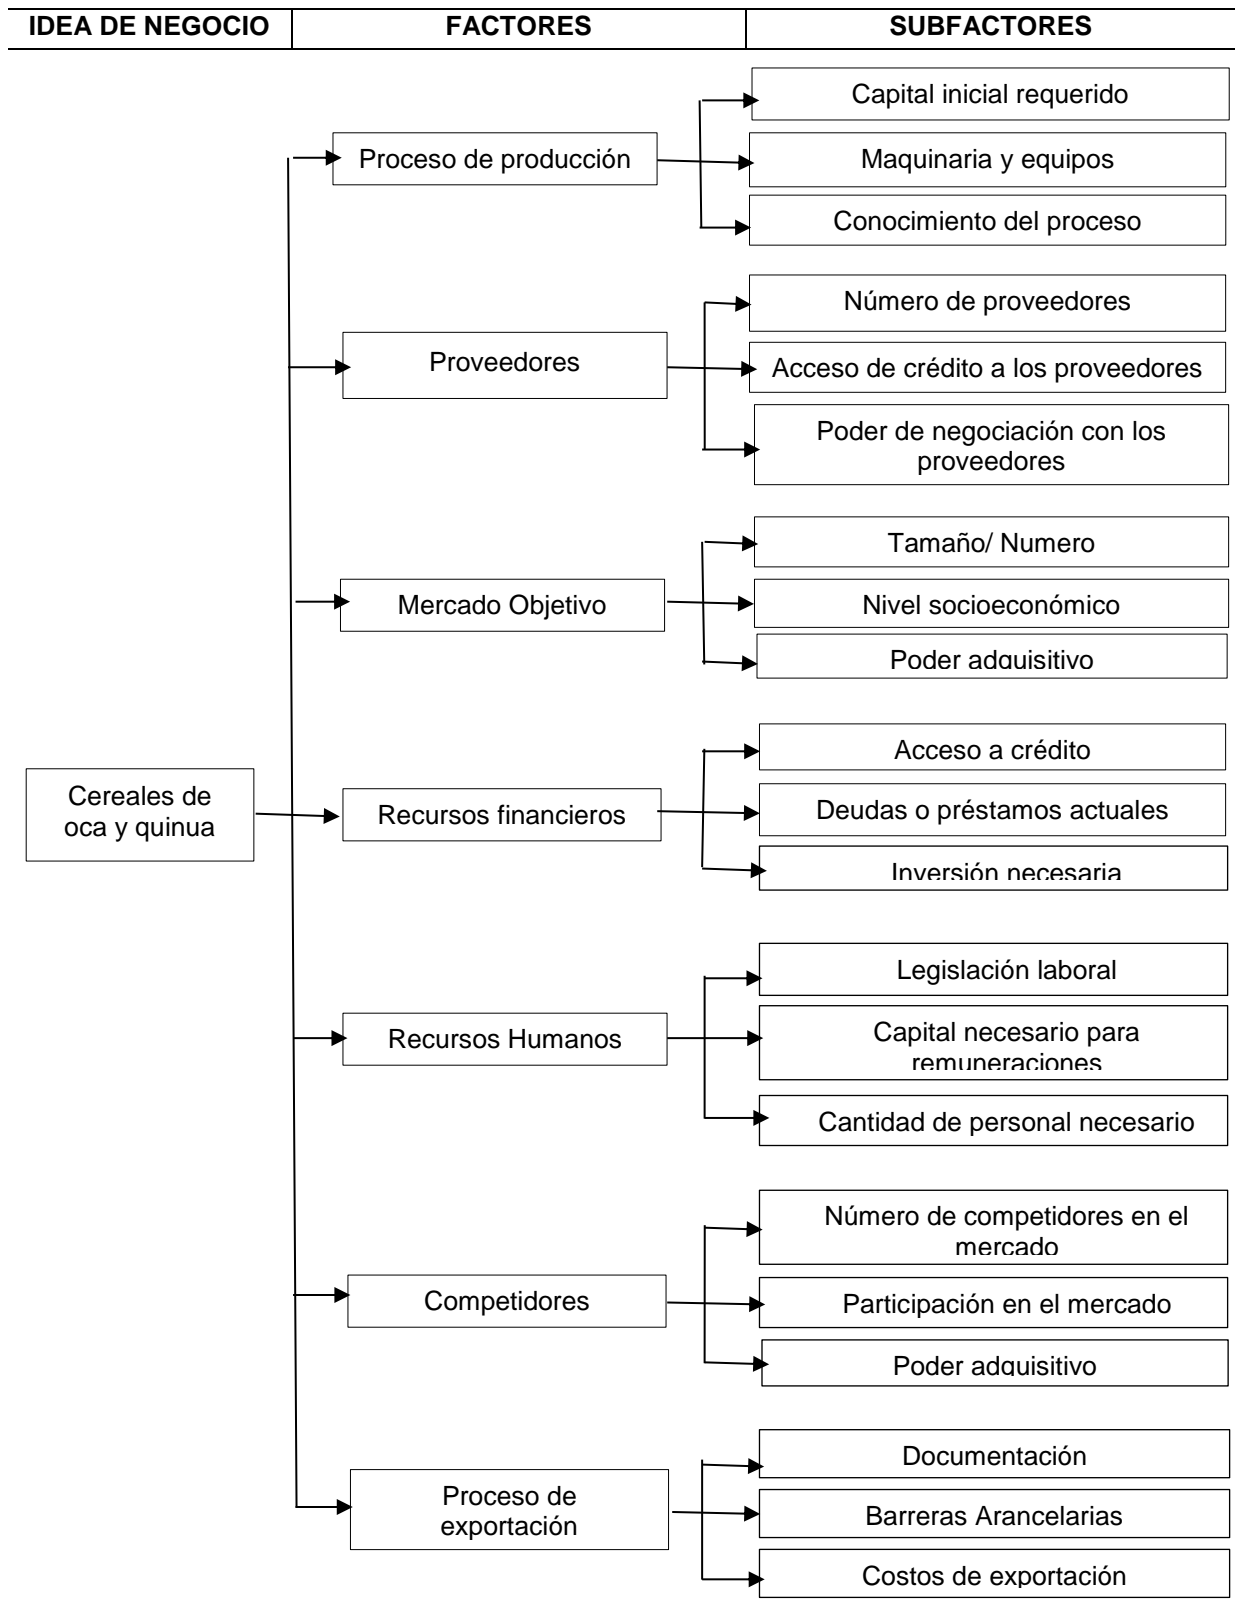 IDEA DE NEGOCIO
FACTORES
SUBFACTORES
Cereales de
oca y quinua
Proceso de producción
Capital inicial requerido
Maquinaria y equipos
Conocimiento del proceso
Proveedores
Número de proveedores
Acceso de crédito a los proveedores
Poder de negociación con los
proveedores
Mercado Objetivo
Tamaño/ Numero
Nivel socioeconómico
Poder adquisitivo
Recursos financieros
Acceso a crédito
Deudas o préstamos actuales
Inversión necesaria
Recursos Humanos
Legislación laboral
Capital necesario para
remuneraciones
Cantidad de personal necesario
Competidores
Número de competidores en el
mercado
Participación en el mercado
Poder adquisitivo
Proceso de
exportación
Documentación
Barreras Arancelarias
Costos de exportación